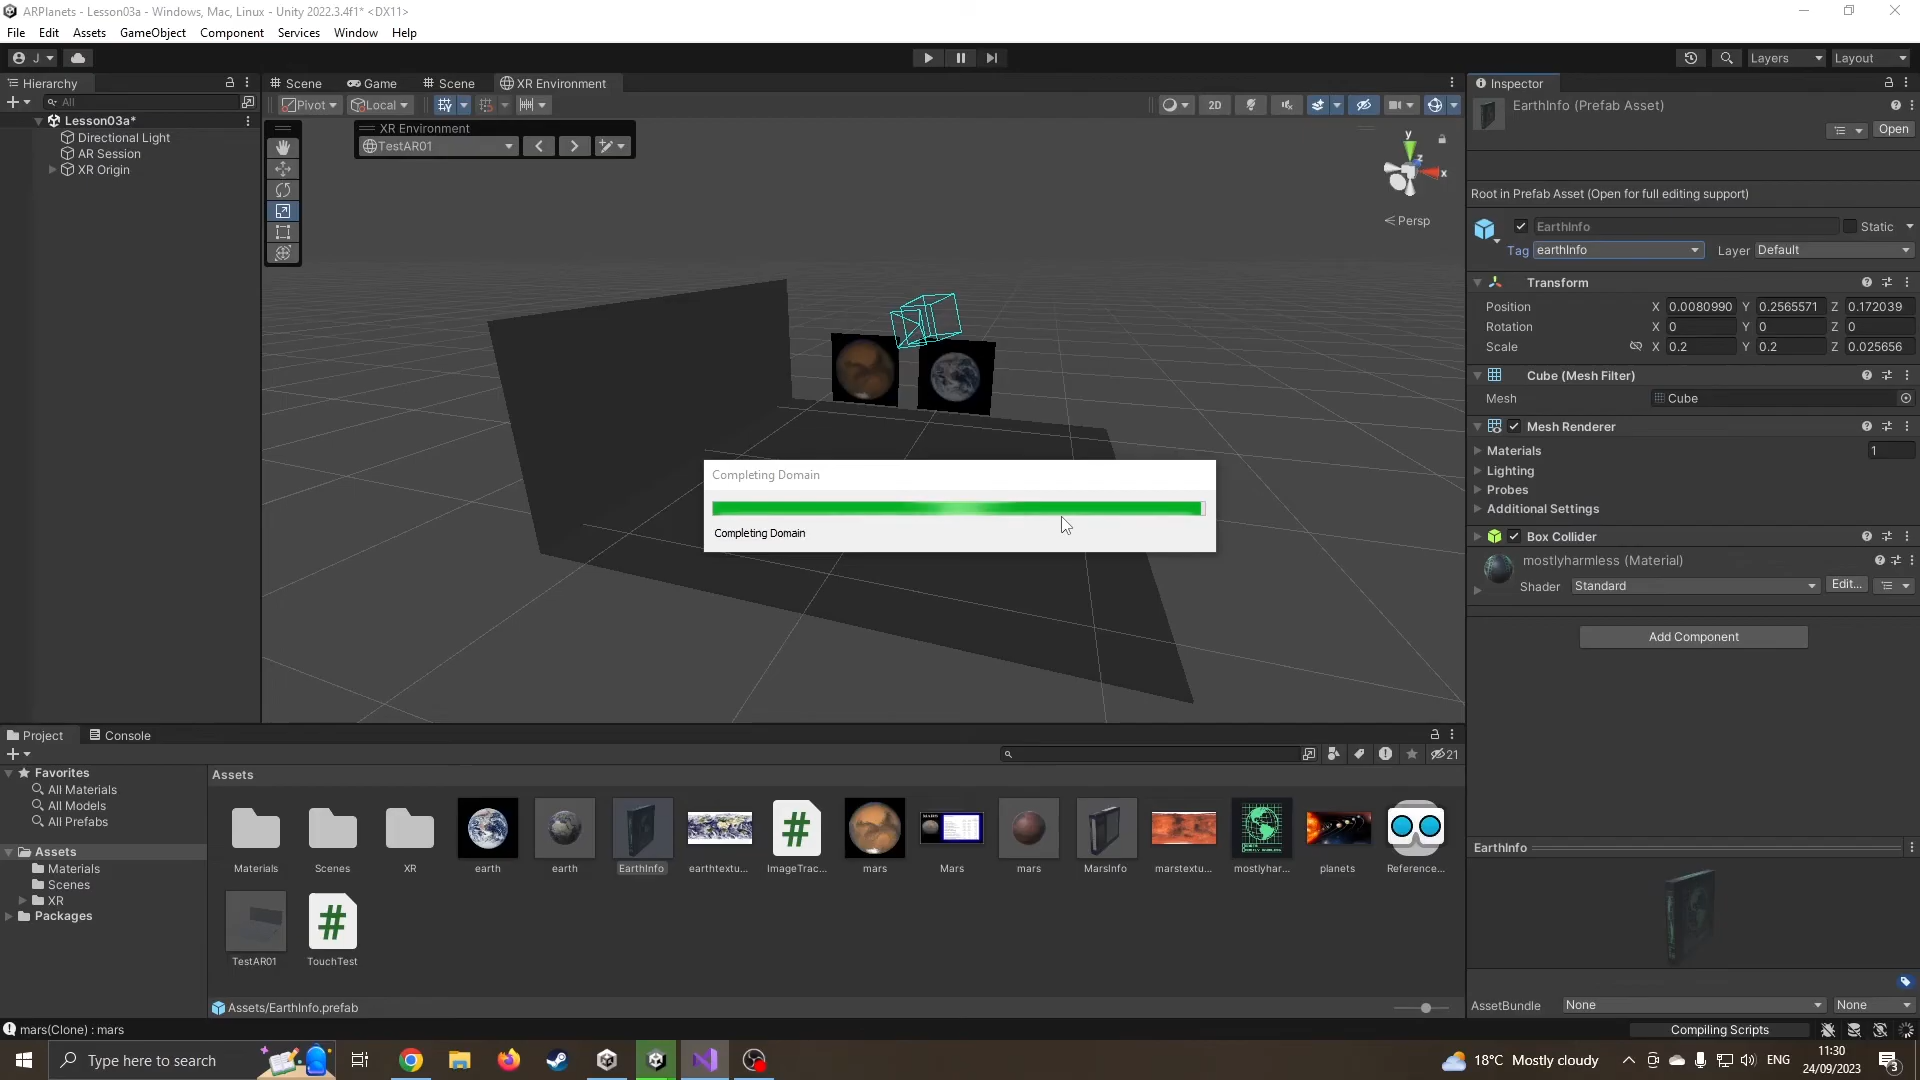 ARPlanets - Lesson03a - Windows, Mac, Linux - Unity 2022.3.4f1* <DX11>
File Edit Assets GameObject Component Services Window Help
J
Layers
Layout
Hierarchy
Scene
Game
Scene
XR Environment
Inspector
All
Pivot
Local
2D
EarthInfo (Prefab Asset)
Open
Lesson03a*
Directional Light
AR Session
XR Origin
XR Environment
TestAR01
y
z
x
Persp
Root in Prefab Asset (Open for full editing support)
EarthInfo
Static
Tag earthInfo
Layer Default
Transform
Position X 0.0080990 Y 0.2565571 Z 0.172039
Rotation X 0 Y 0 Z 0
Scale X 0.2 Y 0.2 Z 0.025656
Cube (Mesh Filter)
Mesh Cube
Mesh Renderer
Materials 1
Lighting
Probes
Additional Settings
Box Collider
mostlyharmless (Material)
Shader Standard Edit...
Add Component
Completing Domain
Completing Domain
Project
Console
21
Favorites
All Materials
All Models
All Prefabs
Assets
Materials
Scenes
XR
Packages
Assets
Materials
Scenes
XR
earth
earth
EarthInfo
earthtextu...
ImageTrac...
mars
Mars
mars
MarsInfo
marstextu...
mostlyhar...
planets
Reference...
TestAR01
TouchTest
Assets/EarthInfo.prefab
EarthInfo
AssetBundle None None
mars(Clone) : mars
Compiling Scripts
Type here to search
18°C Mostly cloudy
ENG
11:30
24/09/2023
3